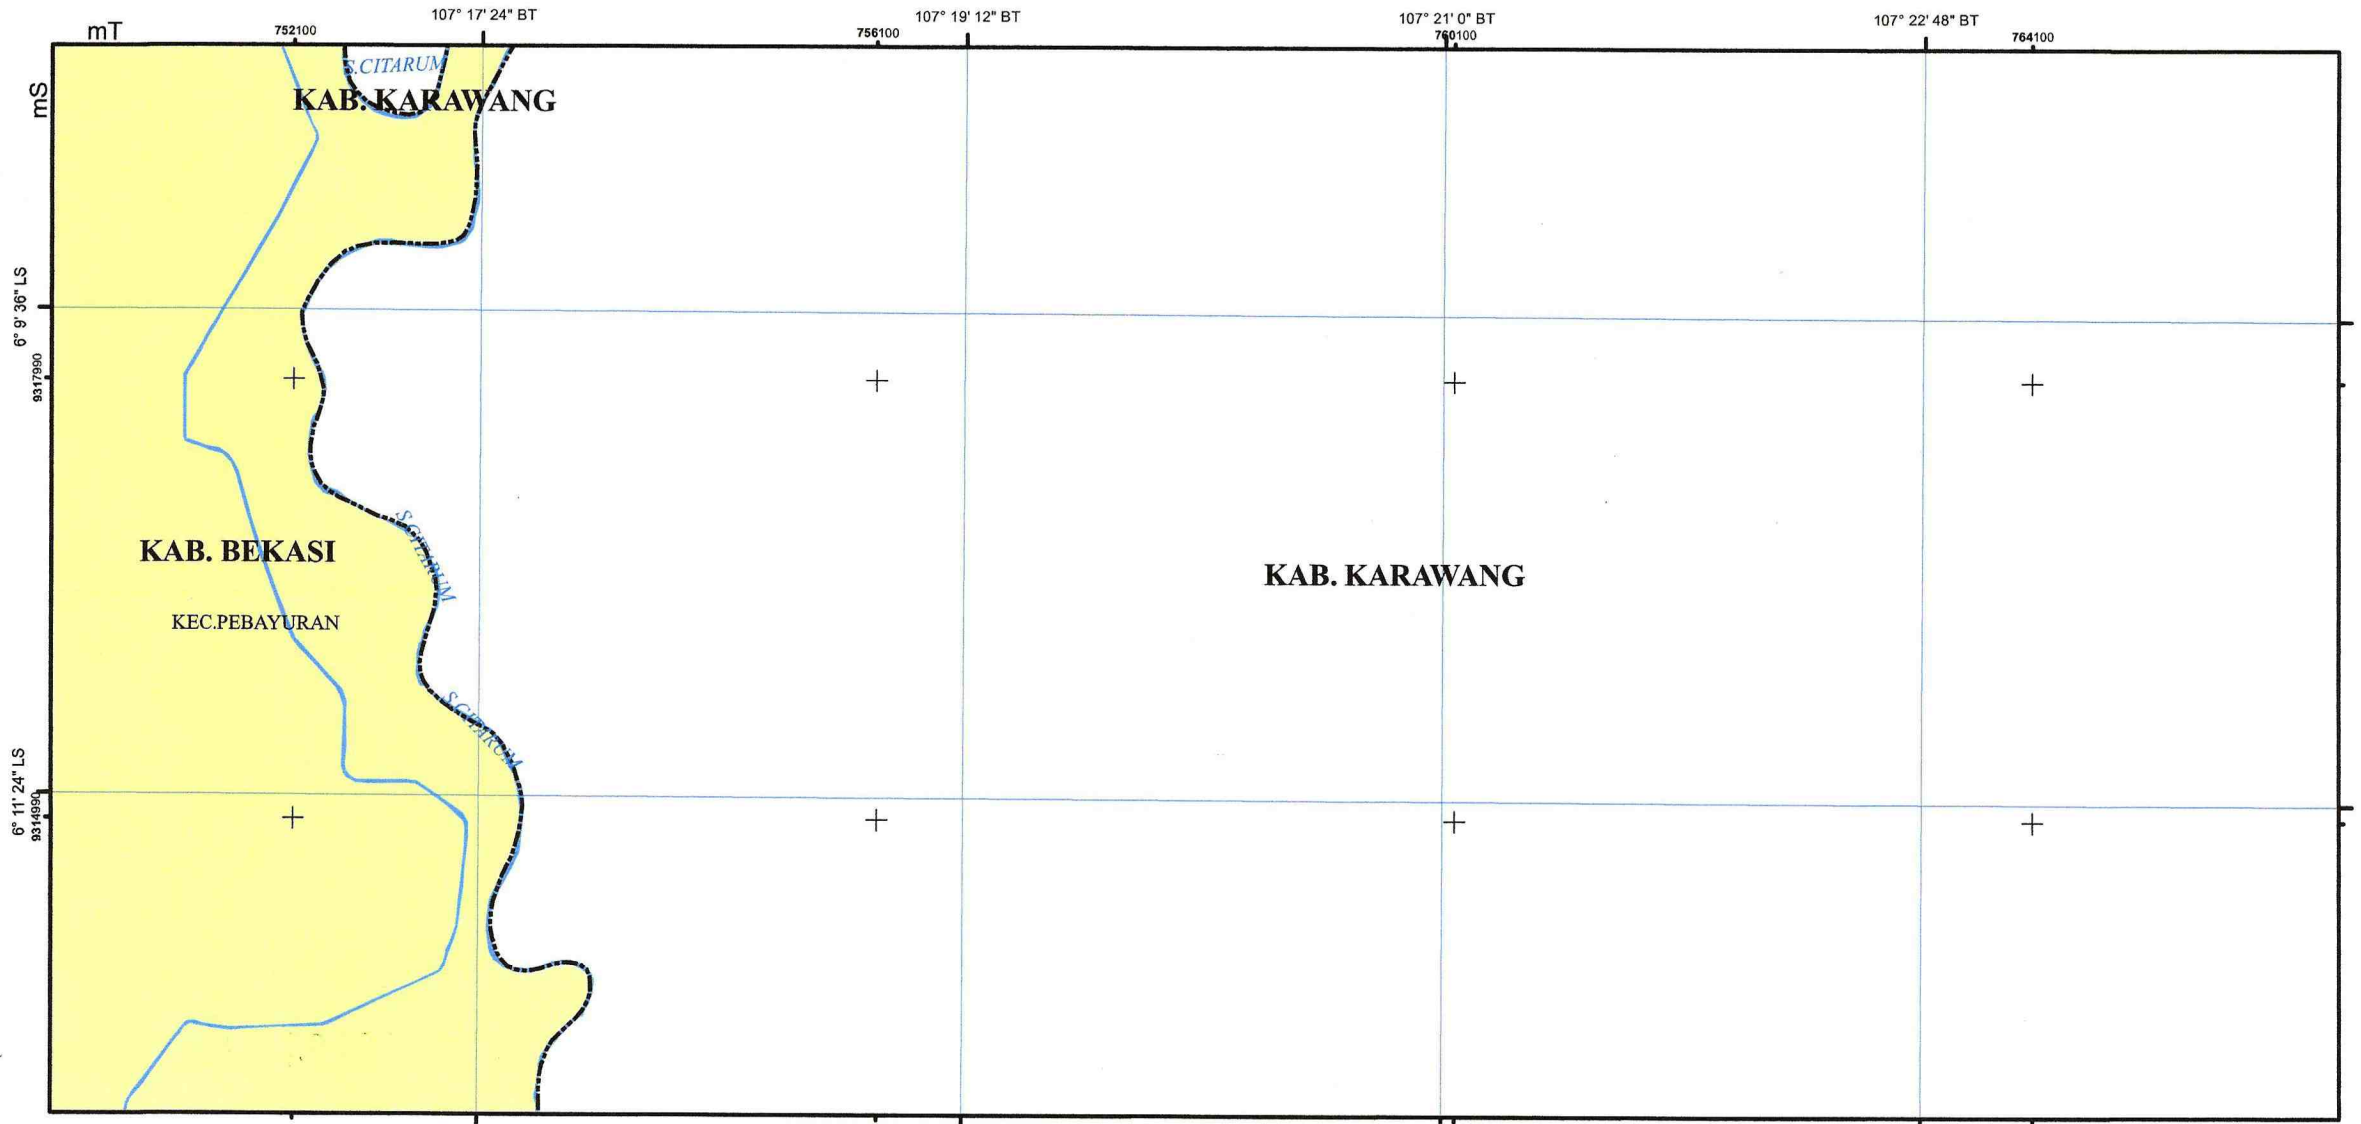 107° 17' 24" BT
107° 19' 12" BT
107° 21' 0" BT
107° 22' 48" BT
mT
752100
756100
760100
764100
mS
S.CITARUM
KAB. KARAWANG
6° 9' 36" LS
9317990
S.CITARUM
KAB. BEKASI
KAB. KARAWANG
KEC.PEBAYURAN
S.CITARUM
6° 11' 24" LS
9314990